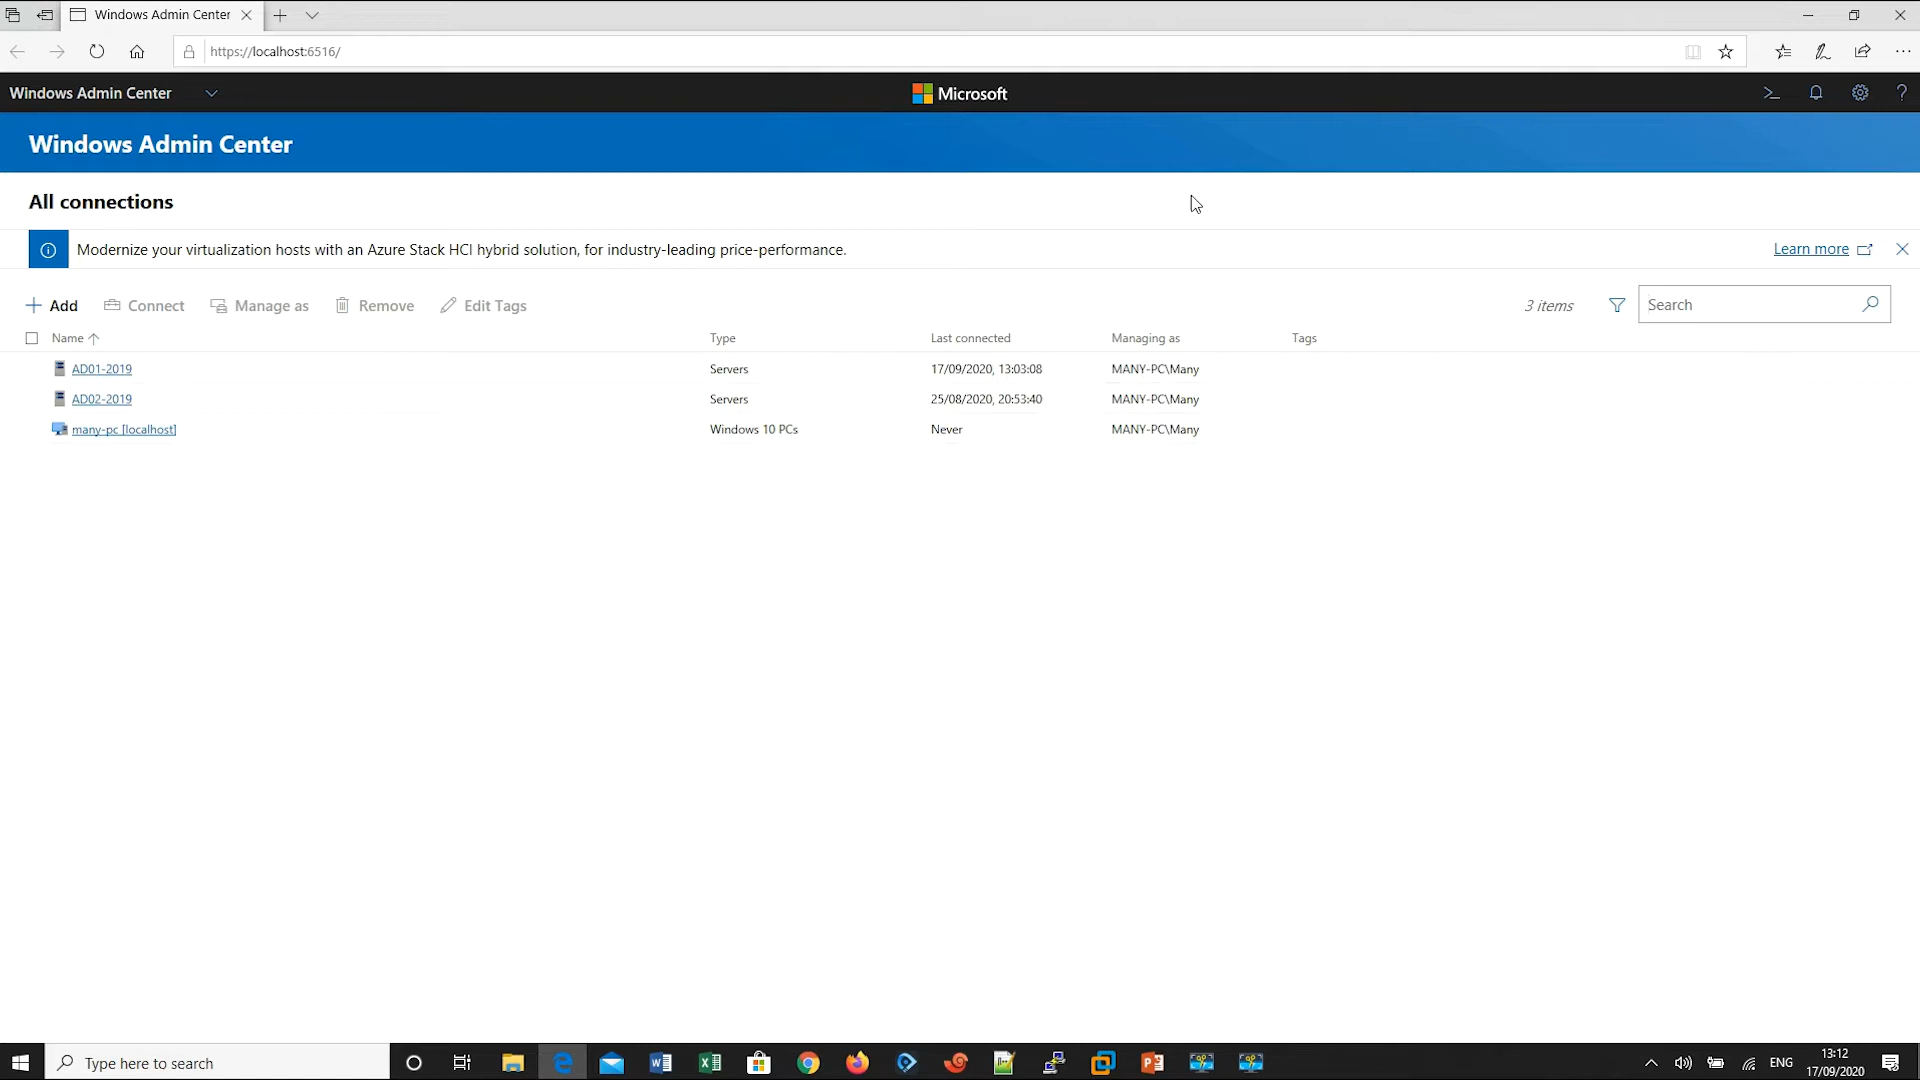 Windows Admin Center
https://localhost:6516/
Windows Admin Center
Microsoft
Windows Admin Center
All connections
Modernize your virtualization hosts with an Azure Stack HCI hybrid solution, for industry-leading price-performance.
Learn more
Add Connect Manage as Remove Edit Tags 3 items Search
Name Type Last connected Managing as Tags
AD01-2019 Servers 17/09/2020, 13:03:08 MANY-PC\Many
AD02-2019 Servers 25/08/2020, 20:53:40 MANY-PC\Many
many-pc [localhost] Windows 10 PCs Never MANY-PC\Many
Type here to search
ENG
13:12
17/09/2020